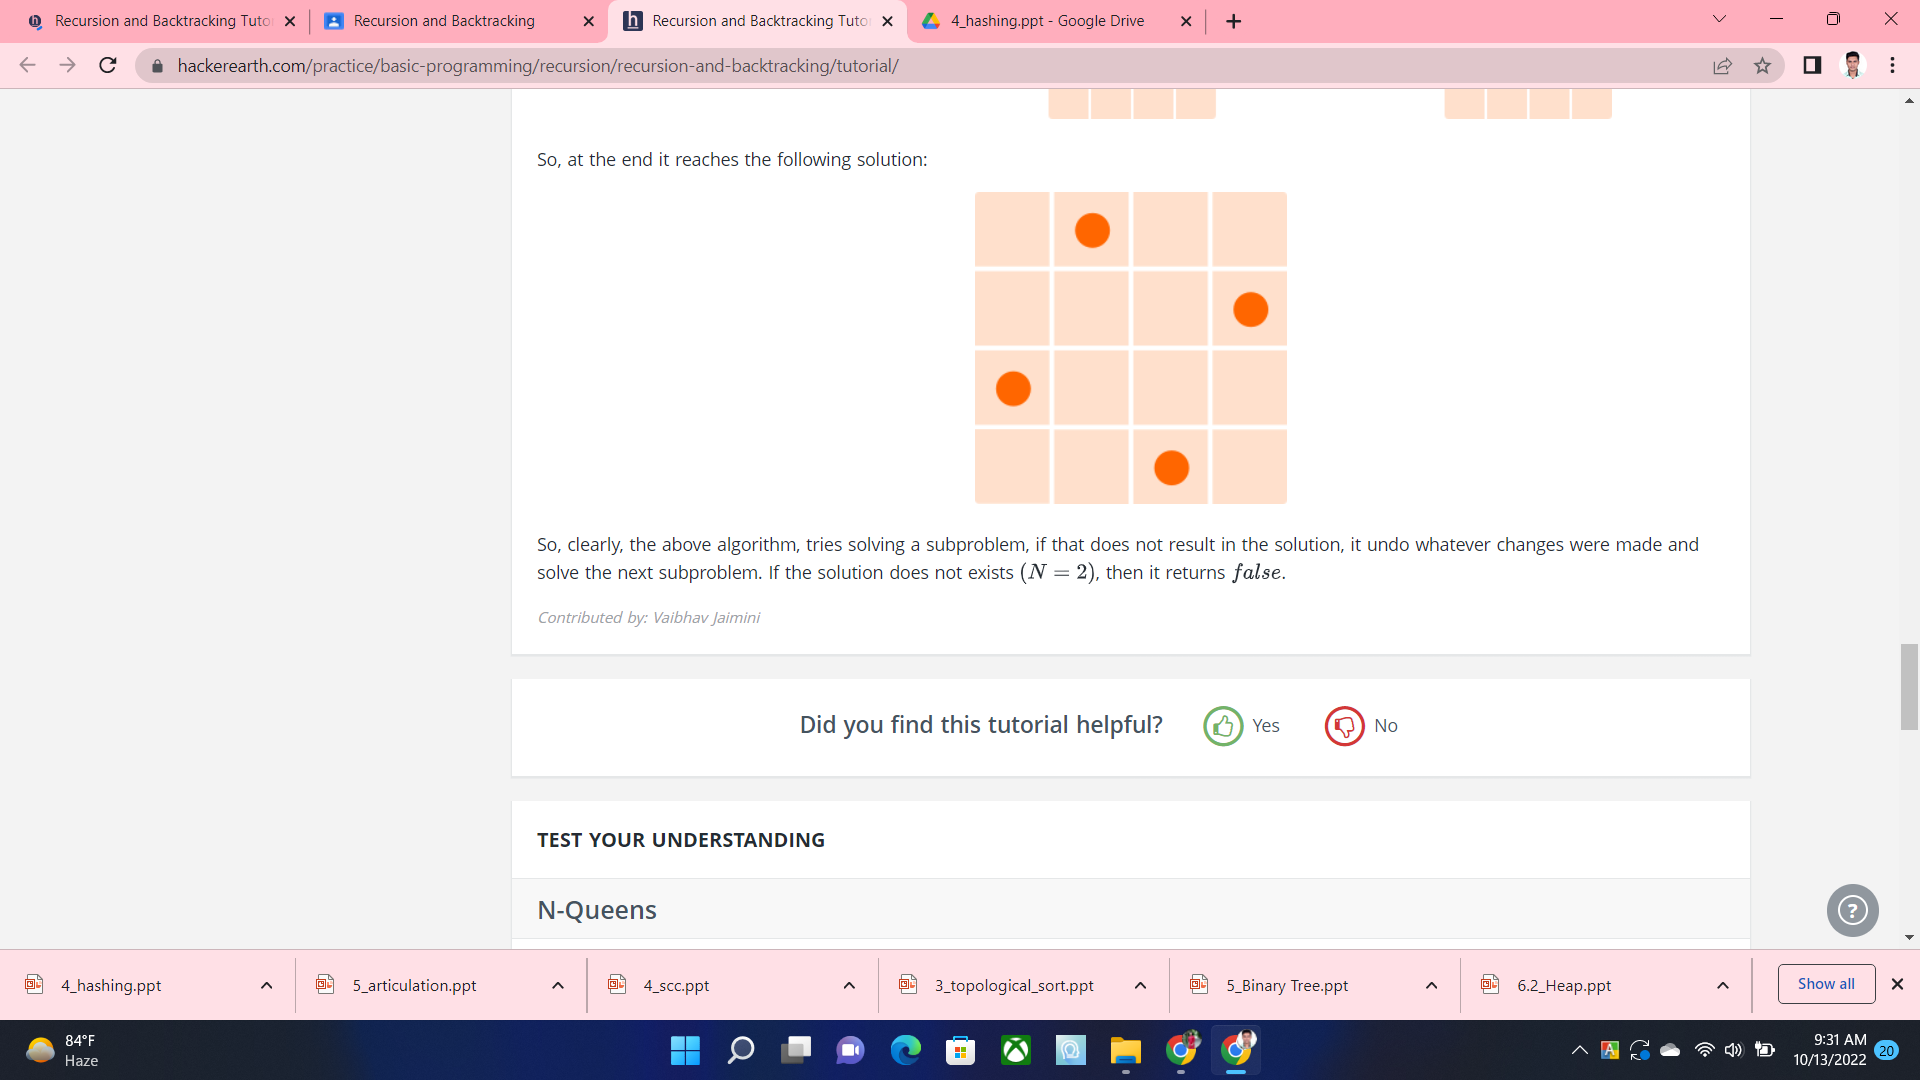 Recursion and Backtracking Tuto
Recursion and Backtracking
Recursion and Backtracking Tuto
4_hashing.ppt - Google Drive
hackerearth.com/practice/basic-programming/recursion/recursion-and-backtracking/tutorial/
So, at the end it reaches the following solution:
So, clearly, the above algorithm, tries solving a subproblem, if that does not result in the solution, it undo whatever changes were made and
solve the next subproblem. If the solution does not exists (N = 2), then it returns false.
Contributed by: Vaibhav Jaimini
Did you find this tutorial helpful?
Yes
No
TEST YOUR UNDERSTANDING
N-Queens
?
4_hashing.ppt
5_articulation.ppt
4_scc.ppt
3_topological_sort.ppt
5_Binary Tree.ppt
6.2_Heap.ppt
Show all
84°F
Haze
9:31 AM
10/13/2022
20